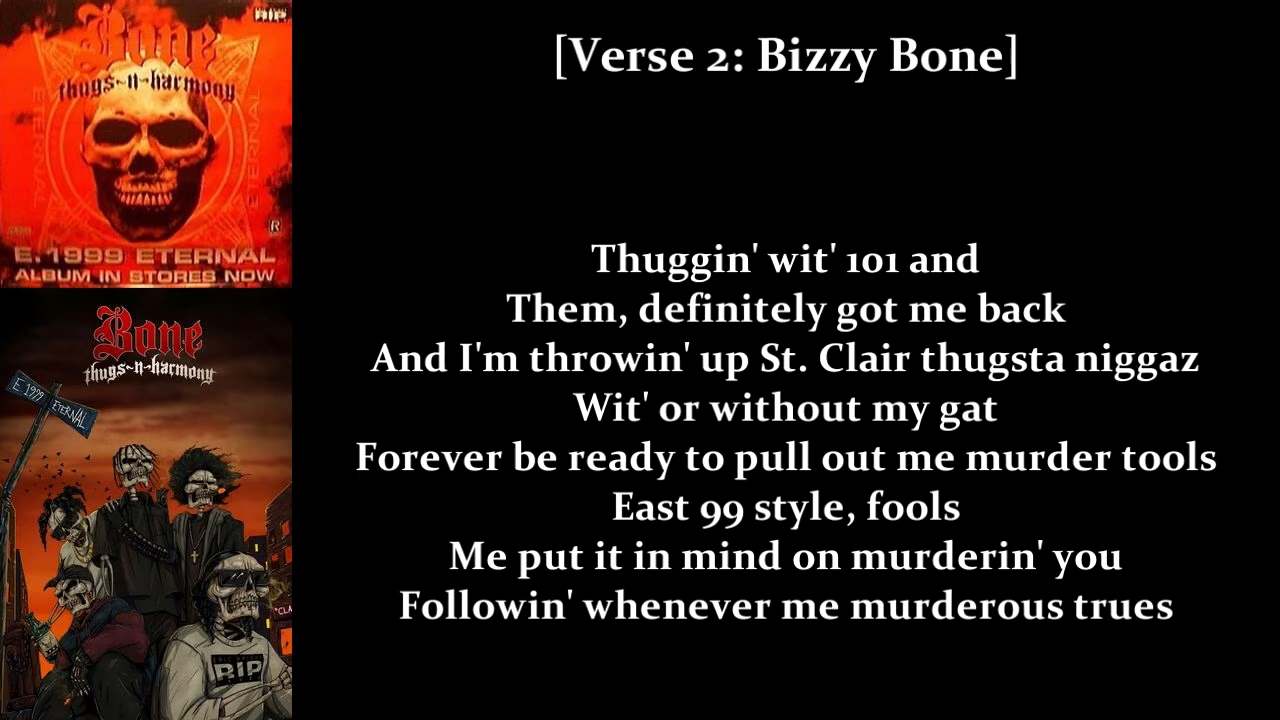 RIP
Bone
thugs~n~harmony
ETERNAL
ETERNAL
R
E. 1999 ETERNAL
ALBUM IN STORES NOW
Bone
thugs~n~harmony
E 1999 ETERNAL
"CLA
RIP
[Verse 2: Bizzy Bone]
Thuggin' wit' 101 and
Them, definitely got me back
And I'm throwin' up St. Clair thugsta niggaz
Wit' or without my gat
Forever be ready to pull out me murder tools
East 99 style, fools
Me put it in mind on murderin' you
Followin' whenever me murderous trues